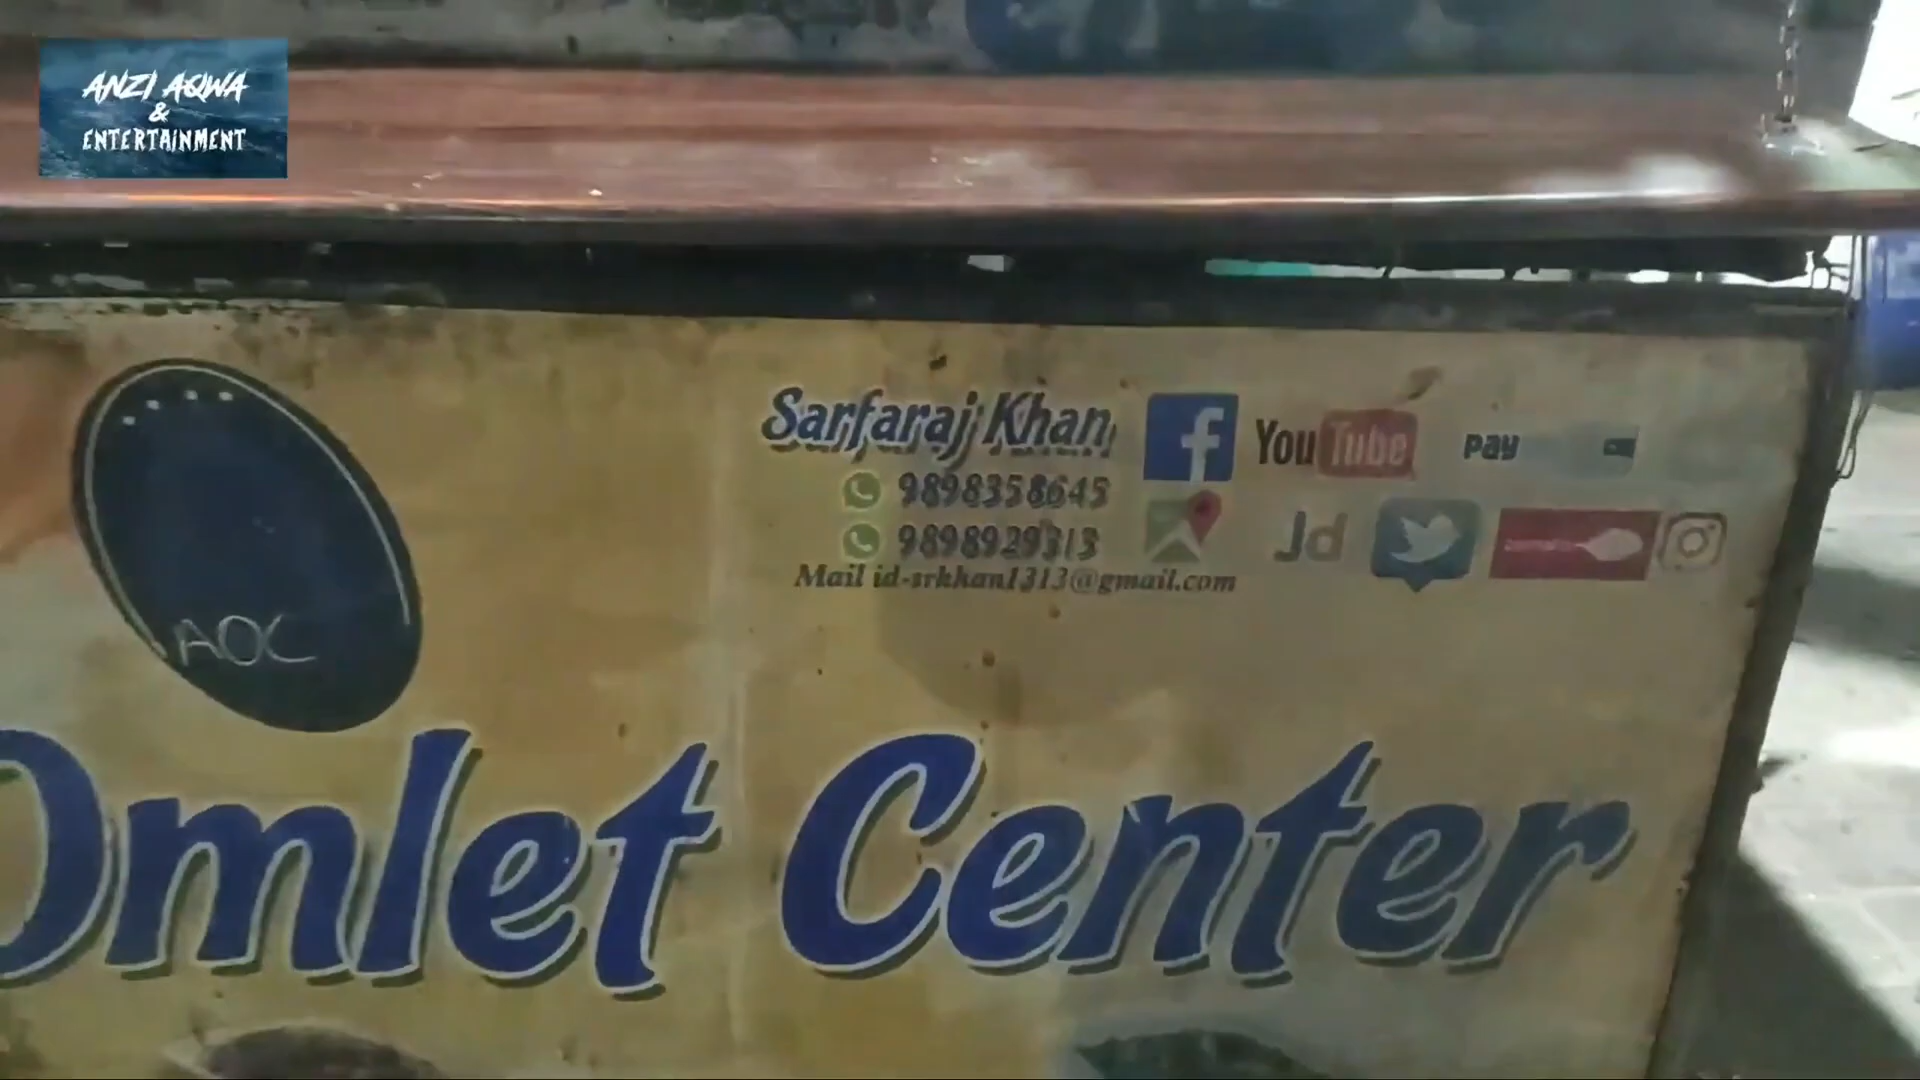 ANZI AQWA
&
ENTERTAINMENT
Sarfaraj Khan
9898358645
9898929313
Mail id-srkhan1313@gmail.com
YouTube
Pay
Jd
AOC
Omlet Center